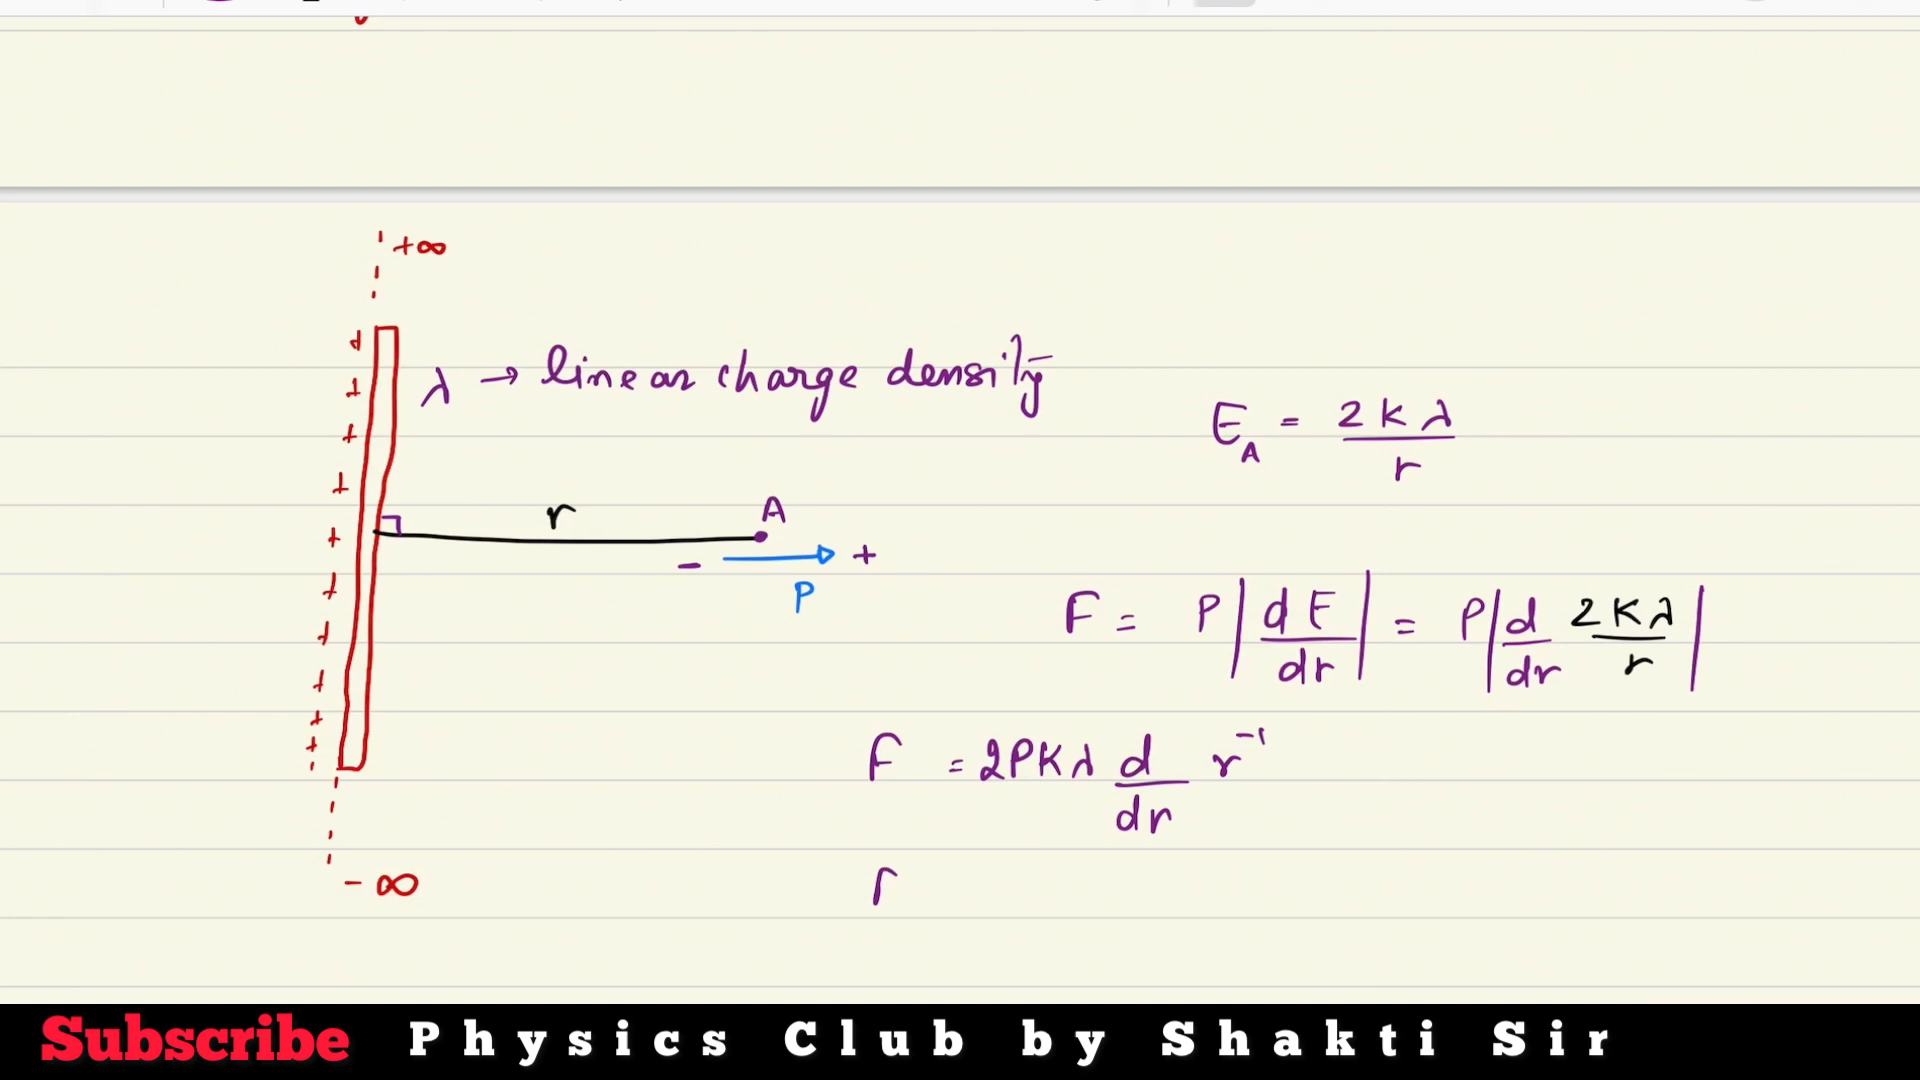 +∞
λ → linear charge density
E_A = 2kλ / r
r
A
- +
P
F = P |dE/dr| = P |d/dr 2Kλ/r|
F = 2PKλ d/dr r⁻¹
- ∞
Subscribe Physics Club by Shakti Sir